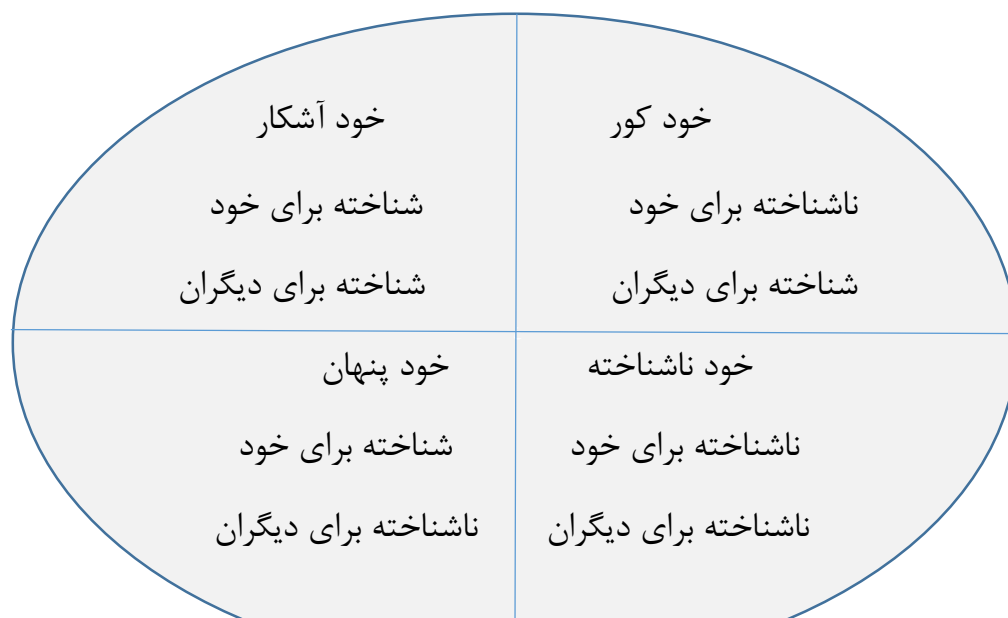 خود کور
ناشناخته برای خود
شناخته برای دیگران
خود آشکار
شناخته برای خود
شناخته برای دیگران
خود ناشناخته
ناشناخته برای خود
ناشناخته برای دیگران
خود پنهان
شناخته برای خود
ناشناخته برای دیگران